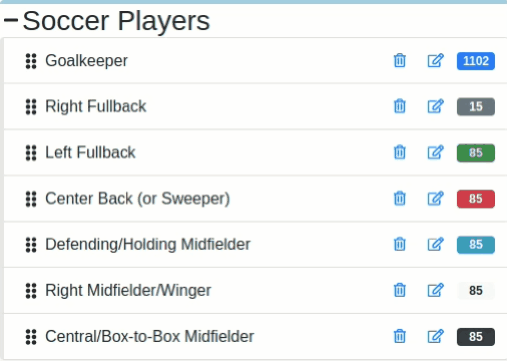 Soccer Players
Goalkeeper 1102
Right Fullback 15
Left Fullback 85
Center Back (or Sweeper) 85
Defending/Holding Midfielder 85
Right Midfielder/Winger 85
Central/Box-to-Box Midfielder 85